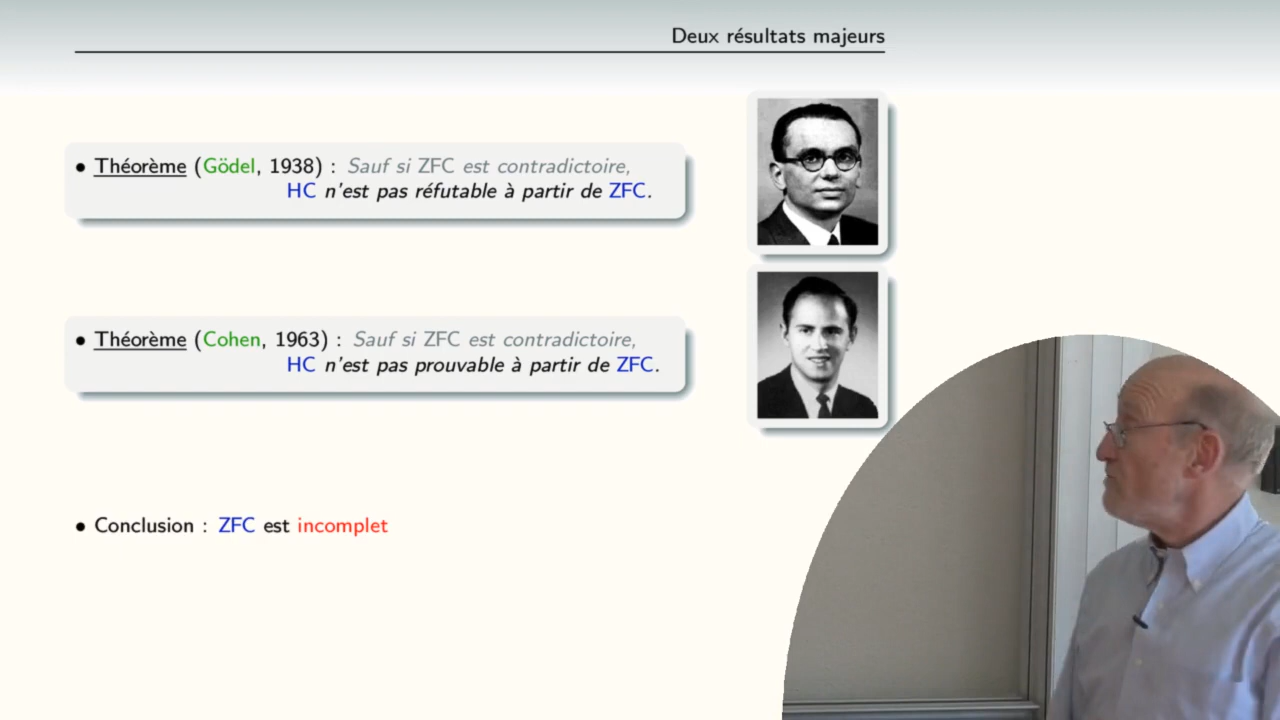 Deux résultats majeurs
• Théorème (Gödel, 1938) : Sauf si ZFC est contradictoire,
HC n'est pas réfutable à partir de ZFC.
• Théorème (Cohen, 1963) : Sauf si ZFC est contradictoire,
HC n'est pas prouvable à partir de ZFC.
• Conclusion : ZFC est incomplet